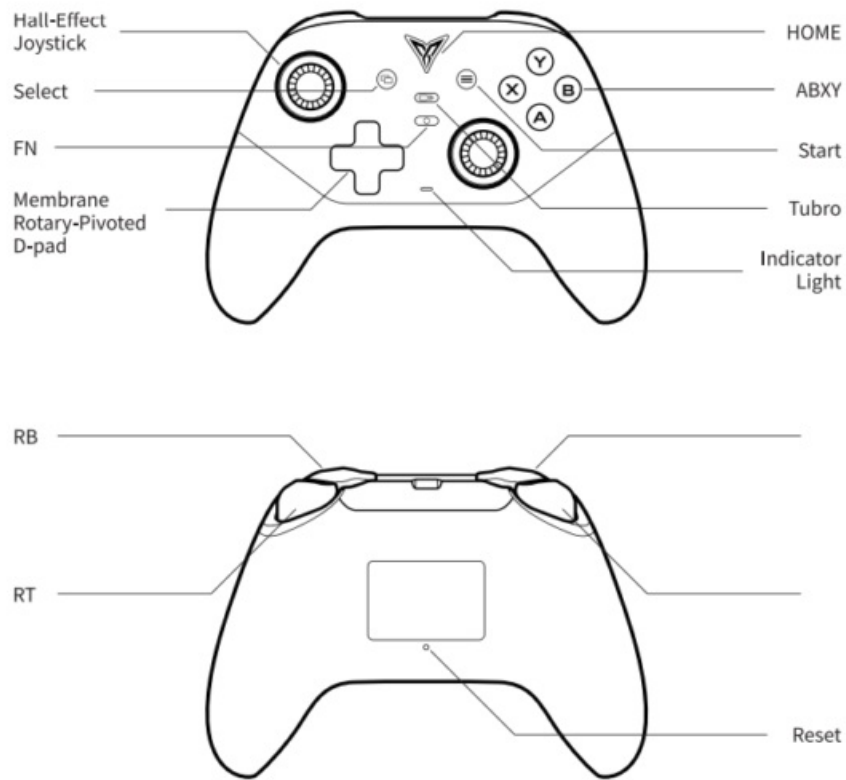 Hall-Effect
Joystick
HOME
Select
ABXY
FN
Start
Membrane
Rotary-Pivoted
D-pad
Tubro
Indicator
Light
Y
X
B
A
RB
RT
Reset